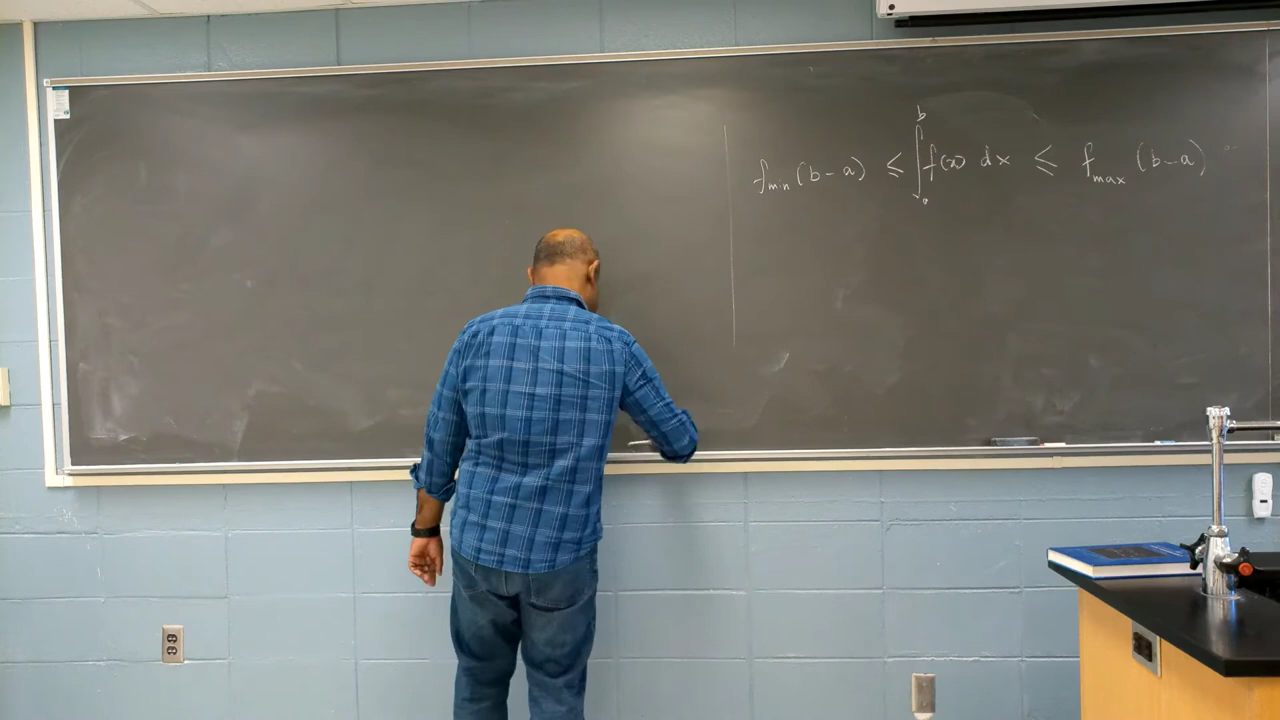 f_min (b-a) ≤ ∫_a^b f(x) dx ≤ f_max (b-a)